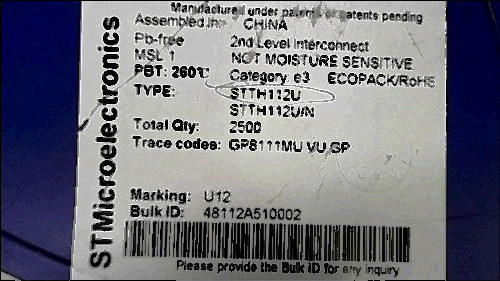 Manufactured under patents or patents pending
Assembled in: CHINA
Pb-free 2nd Level Interconnect
MSL 1 NOT MOISTURE SENSITIVE
PBT: 260℃ Category: e3 ECOPACK/RoHS
TYPE: STTH112U
STTH112U/N
Total Qty: 2500
Trace codes: GP8111MU VU GP
Marking: U12
Bulk ID: 48112A510002
Please provide the Bulk ID for any inquiry
STMicroelectronics